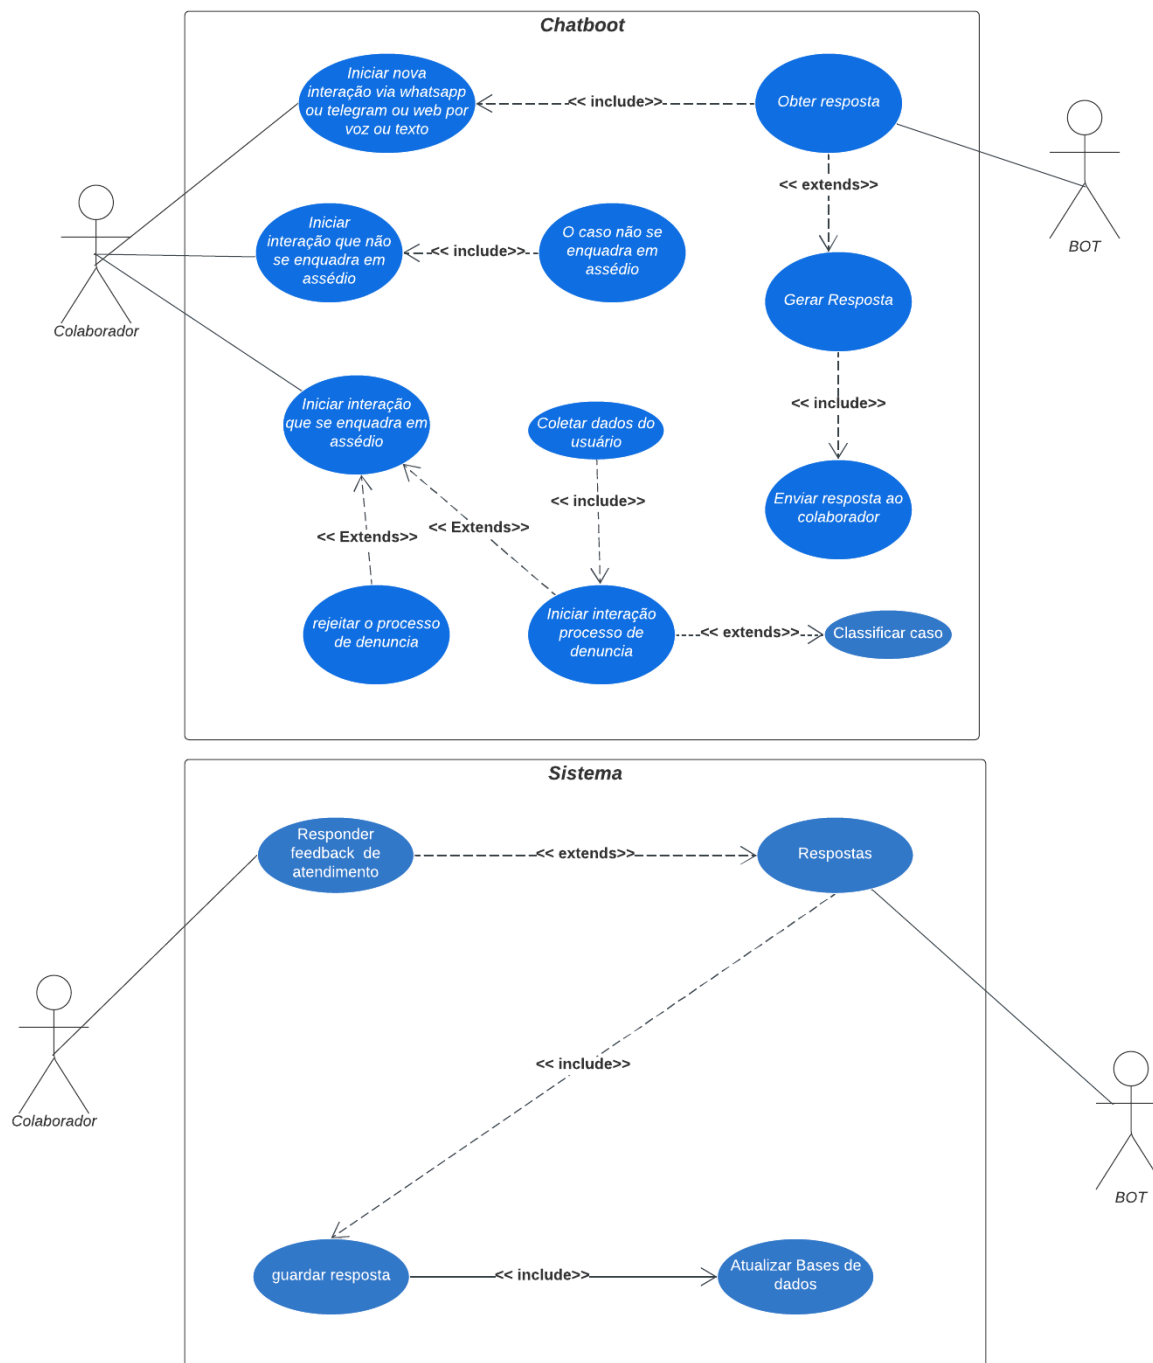 Chatboot
Iniciar nova
interação via whatsapp
ou telegram ou web por
voz ou texto
<< include>>
Obter resposta
<< extends>>
BOT
Iniciar
interação que não
se enquadra em
assédio
<< include>>
O caso não se
enquadra em
assédio
Gerar Resposta
Colaborador
<< include>>
Iniciar interação
que se enquadra em
assédio
Coletar dados do
usuário
<< include>>
Enviar resposta ao
colaborador
<< Extends>>
<< Extends>>
rejeitar o processo
de denuncia
Iniciar interação
processo de
denuncia
<< extends>>
Classificar caso
Sistema
Responder
feedback de
atendimento
<< extends>>
Respostas
<< include>>
Colaborador
BOT
guardar resposta
<< include>>
Atualizar Bases de
dados